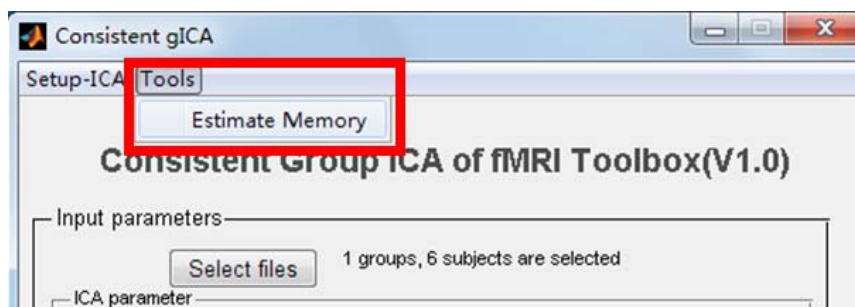 Consistent gICA
Setup-ICA Tools
Estimate Memory
Consistent Group ICA of fMRI Toolbox(V1.0)
Input parameters
Select files 1 groups, 6 subjects are selected
ICA parameter